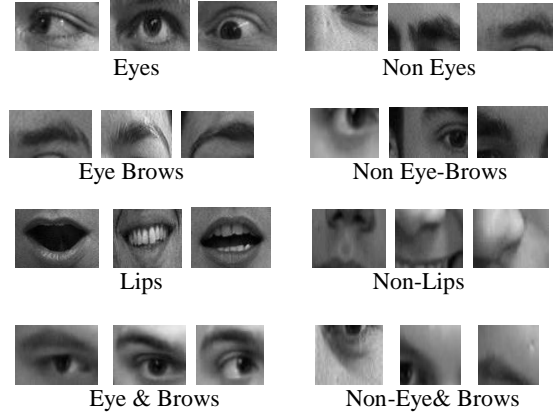 Eyes
Non Eyes
Eye Brows
Non Eye-Brows
Lips
Non-Lips
Eye & Brows
Non-Eye& Brows